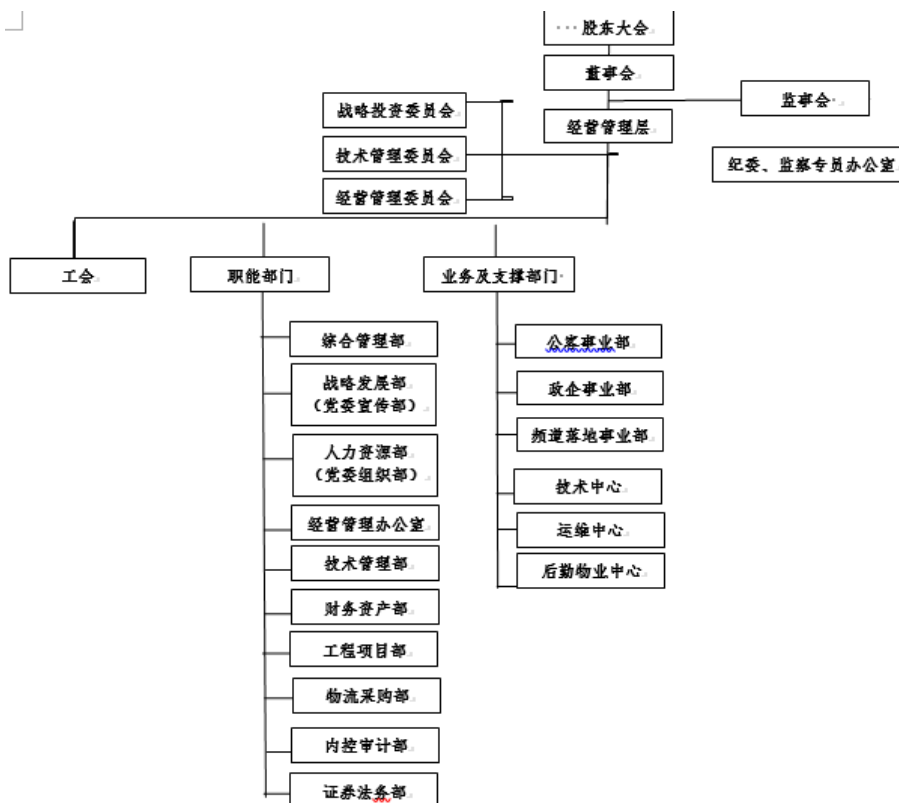 股东大会
董事会
监事会
经营管理层
战略投资委员会
技术管理委员会
经营管理委员会
纪委、监察专员办公室
工会
职能部门
业务及支撑部门
综合管理部
战略发展部
（党委宣传部）
人力资源部
（党委组织部）
经营管理办公室
技术管理部
财务资产部
工程项目部
物流采购部
内控审计部
证券法务部
公客事业部
政企事业部
频道落地事业部
技术中心
运维中心
后勤物业中心